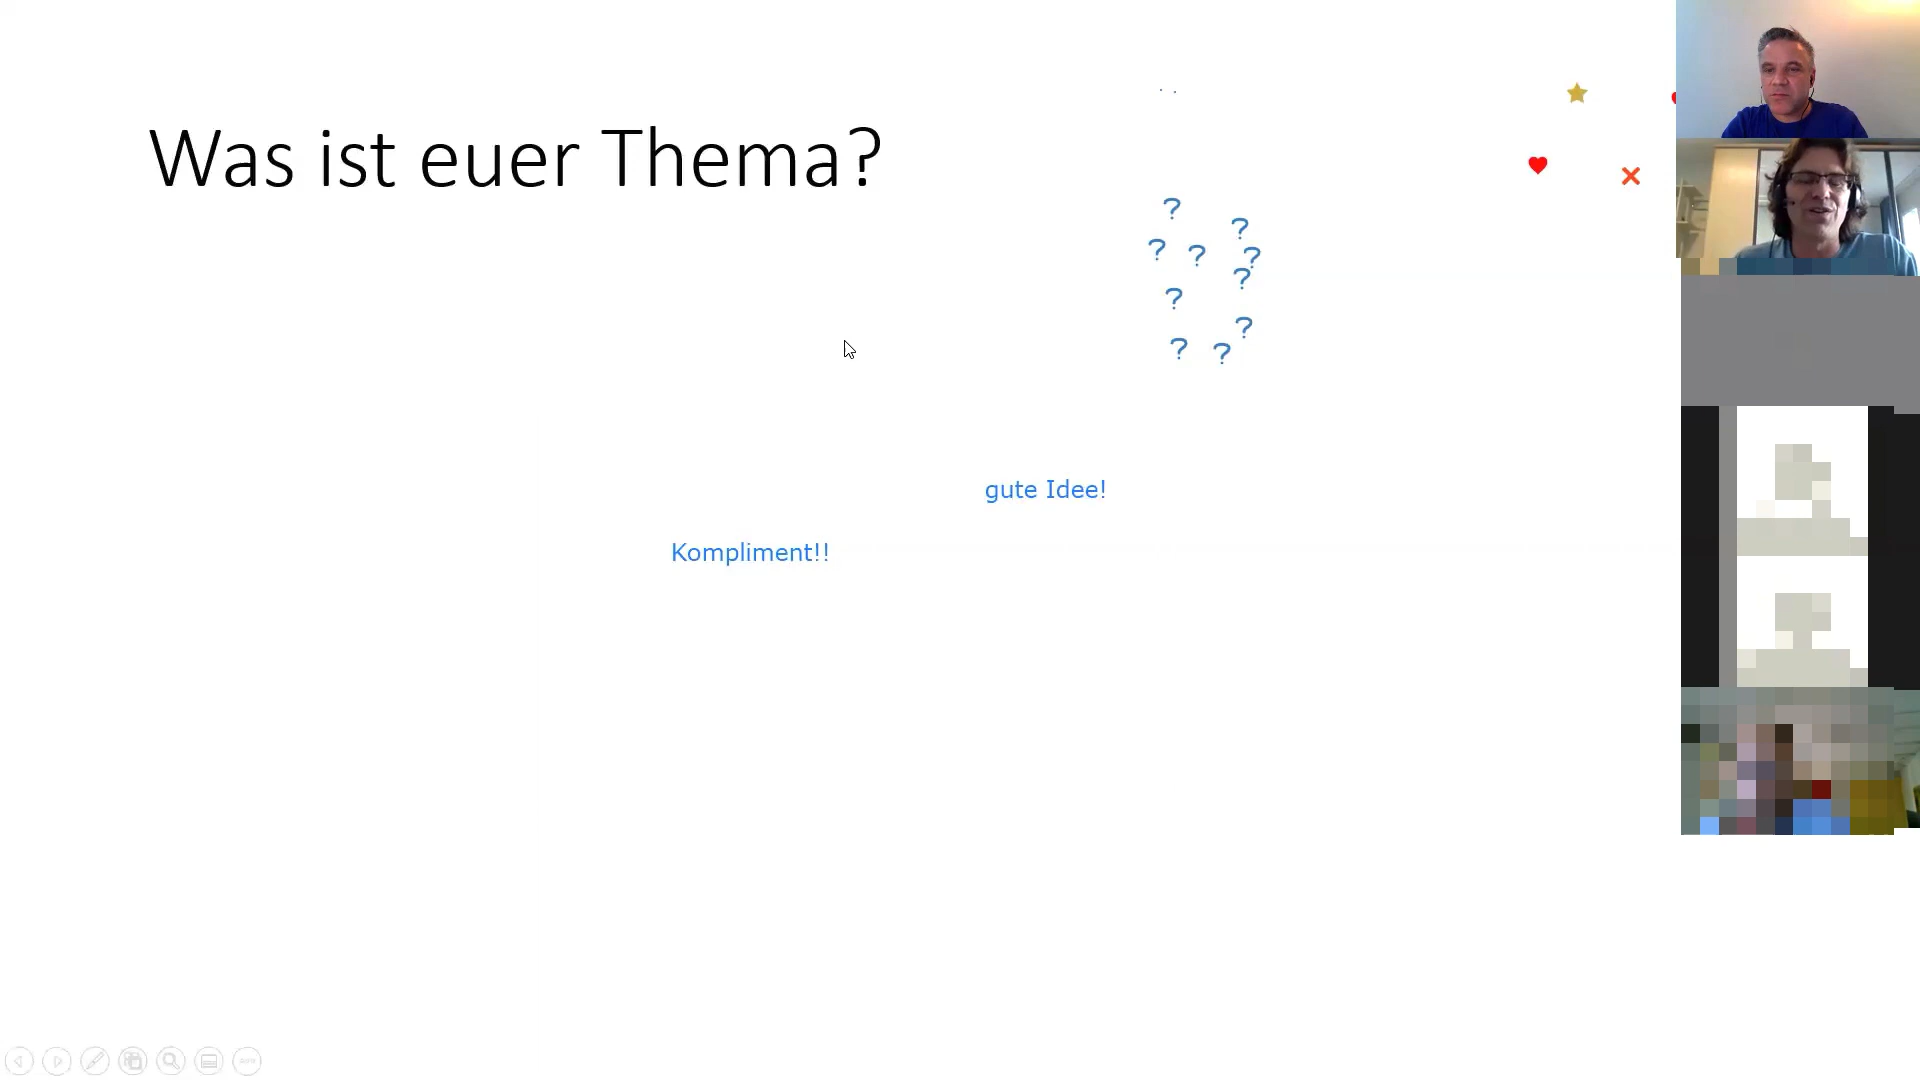 Was ist euer Thema?
?
?
? ? ?
?
?
?
? ?
gute Idee!
Kompliment!!